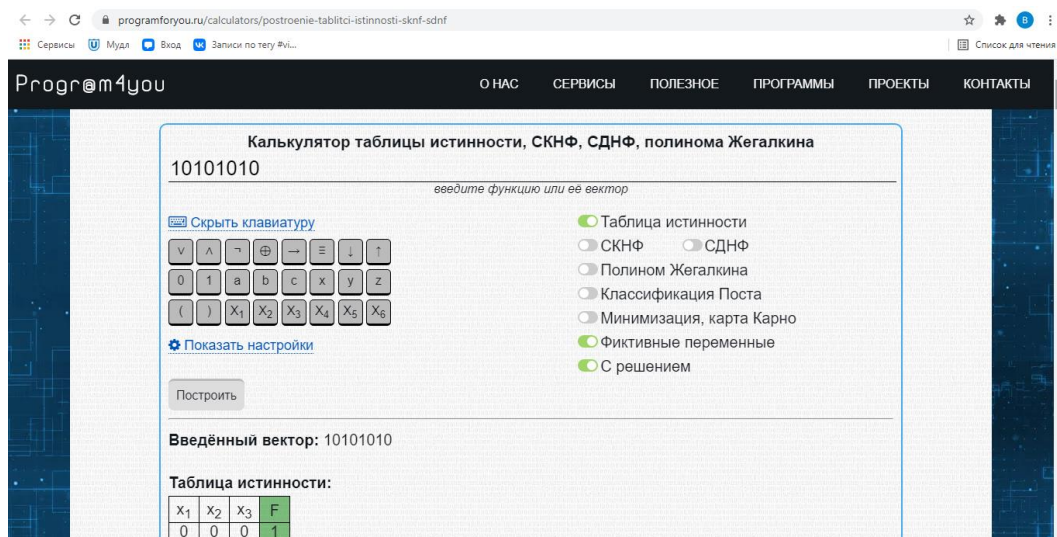 programforyou.ru/calculators/postroenie-tablitci-istinnosti-sknf-sdnf
B
Сервисы Мудл Вход Записи по тегу #vi... Список для чтения
Progr@m4you О НАС СЕРВИСЫ ПОЛЕЗНОЕ ПРОГРАММЫ ПРОЕКТЫ КОНТАКТЫ
Калькулятор таблицы истинности, СКНФ, СДНФ, полинома Жегалкина
10101010
введите функцию или её вектор
Скрыть клавиатуру
∨ ∧ ¬ ⊕ → ≡ ↓ ↑
0 1 a b c x y z
( ) X₁ X₂ X₃ X₄ X₅ X₆
Показать настройки
Построить
Таблица истинности
СКНФ СДНФ
Полином Жегалкина
Классификация Поста
Минимизация, карта Карно
Фиктивные переменные
С решением
Введённый вектор: 10101010
Таблица истинности:
x₁ x₂ x₃ F
0 0 0 1